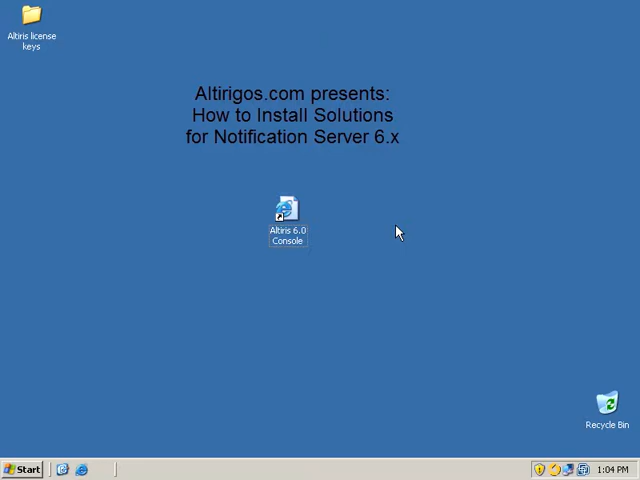 Altiris license
keys
Altirigos.com presents:
How to Install Solutions
for Notification Server 6.x
Altiris 6.0
Console
Recycle Bin
Start
1:04 PM